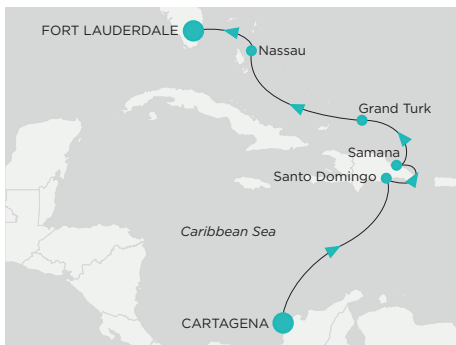 FORT LAUDERDALE
Nassau
Grand Turk
Samana
Santo Domingo
Caribbean Sea
CARTAGENA